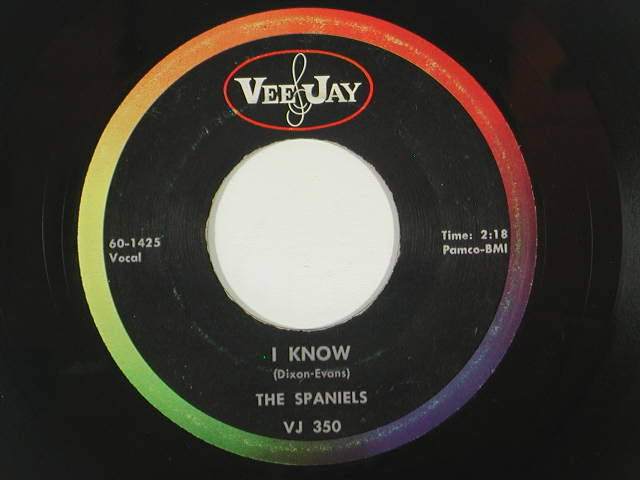 VEE JAY
60-1425
Vocal
Time: 2:18
Pamco-BMI
I KNOW
(Dixon-Evans)
THE SPANIELS
VJ 350